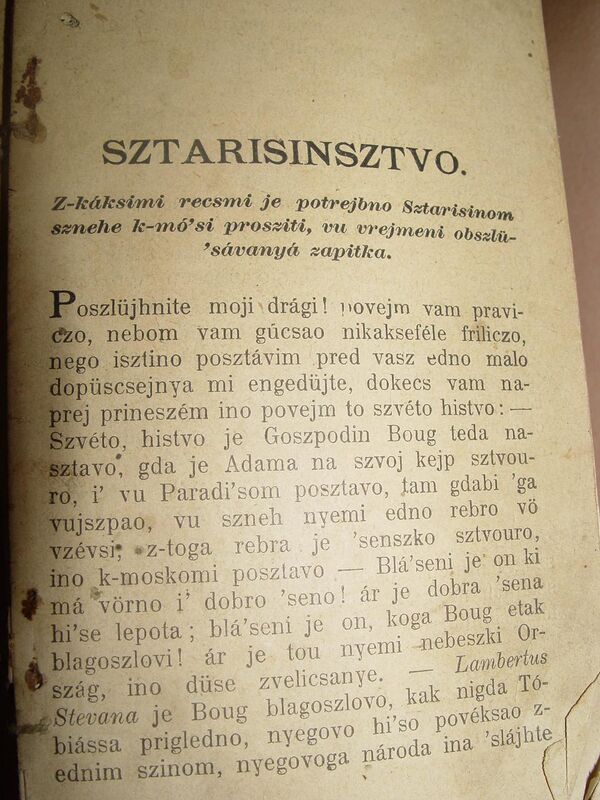 SZTARISINSZTVO.
Z-káksimi recsmi je potrejbno Sztarisinom
sznehe k-mó'si prosziti, vu vrejmeni obszlü-
'sávanyá zapitka.
Poszlüjhnite moji drági! povejm vam pravi-
czo, nebom vam gúcsao nikakseféle friliczo,
nego isztino posztávim pred vasz edno malo
dopüscsejnya mi engedüjte, dokecs vam na-
prej prineszém ino povejm to szvéto histvo: —
Szvéto, histvo je Goszpodin Boug teda na-
sztavo, gda je Adama na szvoj kejp sztvou-
ro, i' vu Paradi'som posztavo, tam gdabi 'ga
vujszpao, vu szneh nyemi edno rebro vö
vzévsi; z-toga rebra je 'senszko sztvouro,
ino k-moskomi posztavo — Blá'seni je on ki
má vörno i' dobro 'seno! ár je dobra 'sena
hi'se lepota; blá'seni je on, koga Boug etak
blagoszlovi! ár je tou nyemi nebeszki Or-
szág, ino düse zvelicsanye. — Lambertus
Stevana je Boug blagoszlovo, kak nigda Tó-
biássa prigledno, nyegovo hi'so povéksao z-
ednim szinom, nyegovoga národa ina 'slájhte